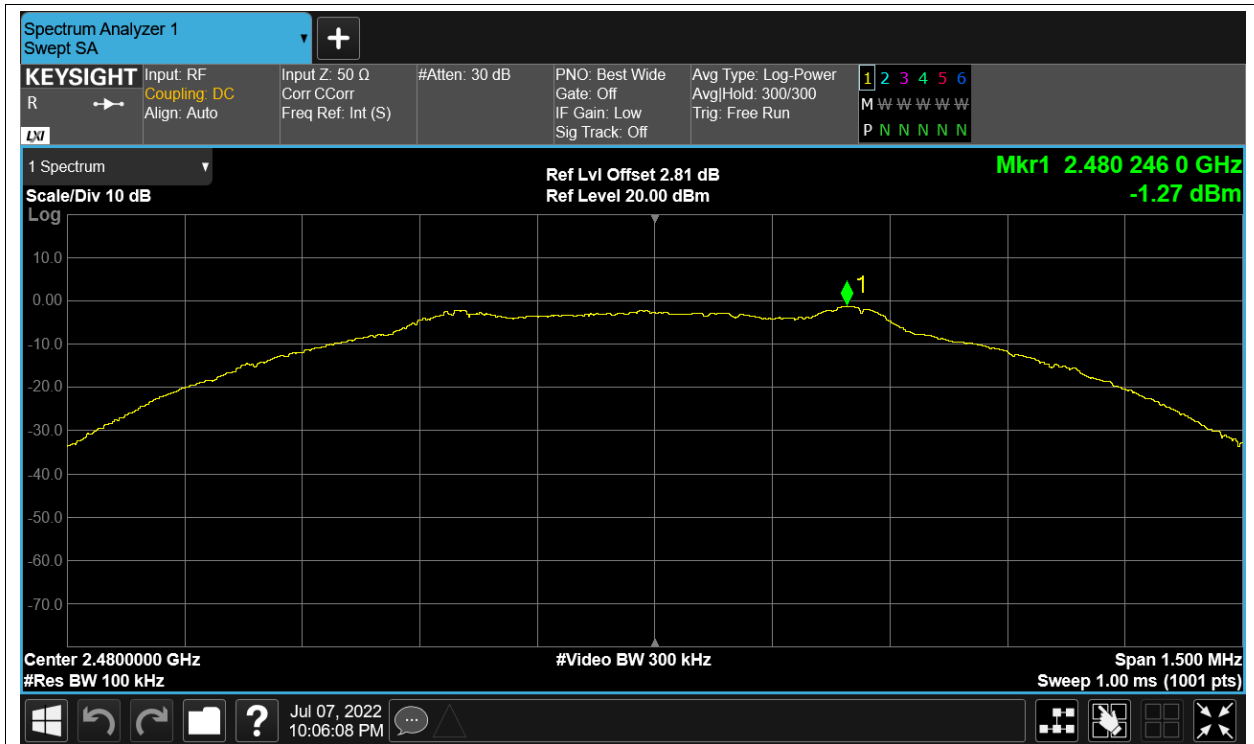 Spectrum Analyzer 1
Swept SA
KEYSIGHT
R
LXI
Input: RF
Coupling: DC
Align: Auto
Input Z: 50 Ω
Corr CCorr
Freq Ref: Int (S)
#Atten: 30 dB
PNO: Best Wide
Gate: Off
IF Gain: Low
Sig Track: Off
Avg Type: Log-Power
Avg|Hold: 300/300
Trig: Free Run
1 2 3 4 5 6
M W W W W W
P N N N N N
1 Spectrum
Scale/Div 10 dB
Log
Ref Lvl Offset 2.81 dB
Ref Level 20.00 dBm
Mkr1 2.480 246 0 GHz
-1.27 dBm
1
10.0
0.00
-10.0
-20.0
-30.0
-40.0
-50.0
-60.0
-70.0
Center 2.4800000 GHz
#Res BW 100 kHz
#Video BW 300 kHz
Span 1.500 MHz
Sweep 1.00 ms (1001 pts)
?
Jul 07, 2022
10:06:08 PM